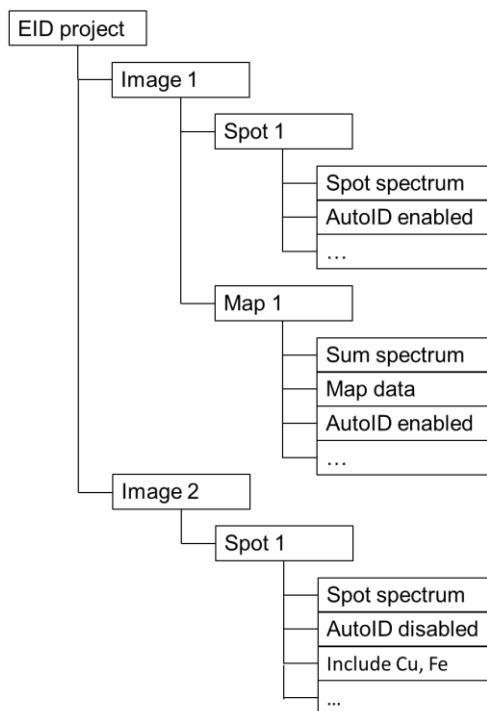 EID project
Image 1
Spot 1
Spot spectrum
AutoID enabled
…
Map 1
Sum spectrum
Map data
AutoID enabled
…
Image 2
Spot 1
Spot spectrum
AutoID disabled
Include Cu, Fe
...